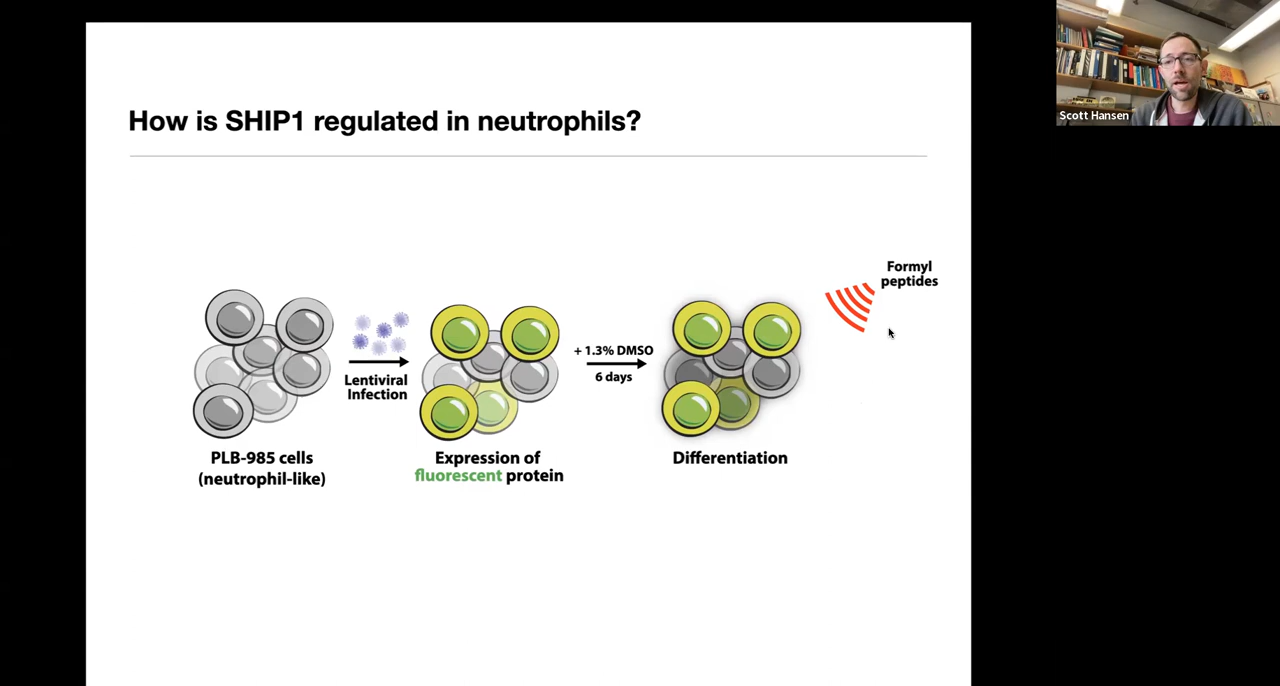 How is SHIP1 regulated in neutrophils?
Scott Hansen
Formyl
peptides
Lentiviral
Infection
+ 1.3% DMSO
6 days
PLB-985 cells
(neutrophil-like)
Expression of
fluorescent protein
Differentiation